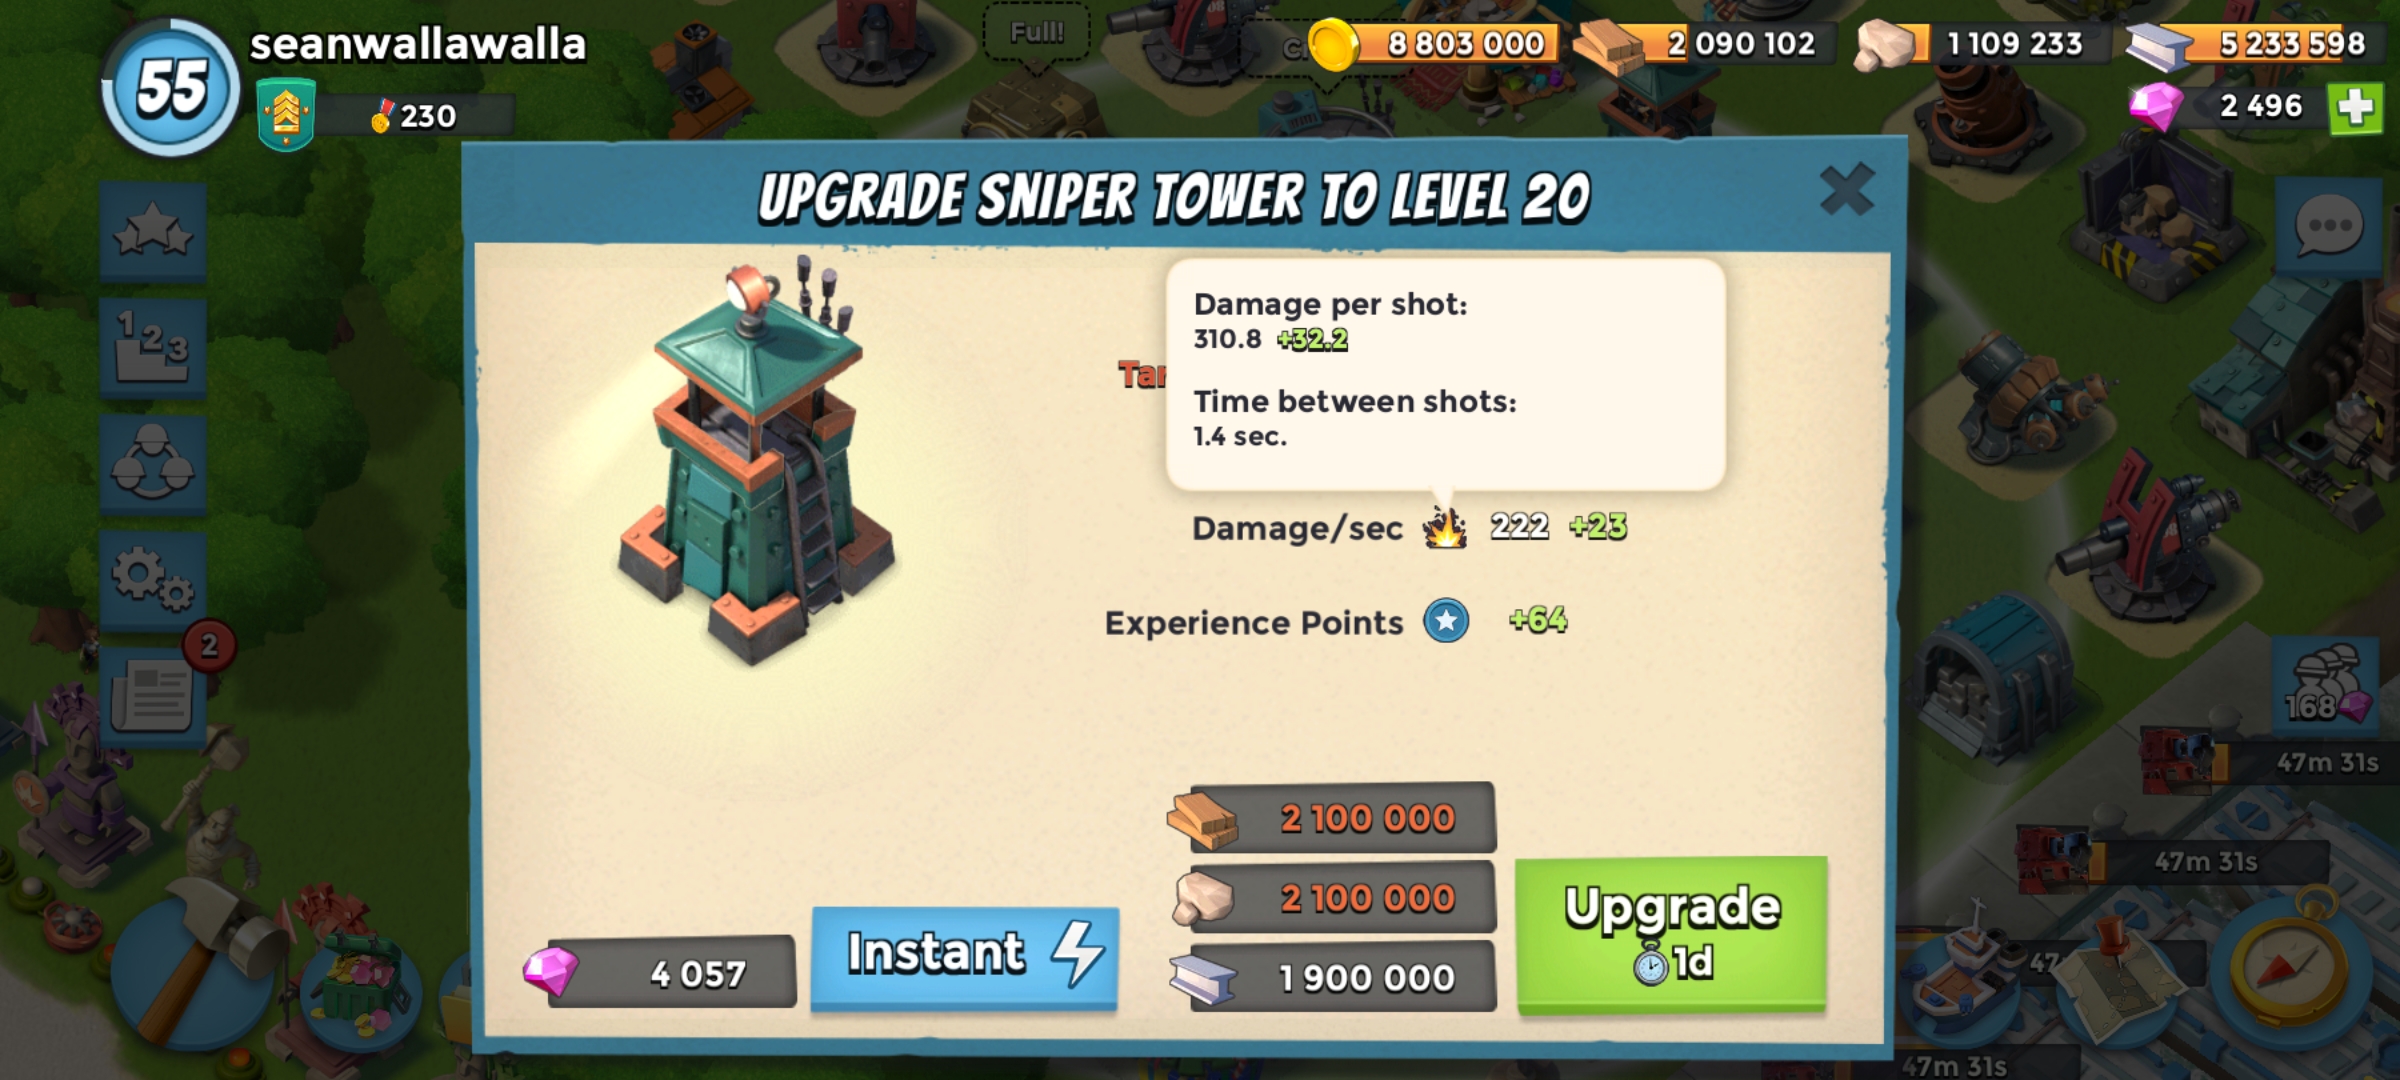 55
seanwallawalla
230
Full!
8 803 000
2 090 102
1 109 233
5 233 598
2 496
UPGRADE SNIPER TOWER TO LEVEL 20
Damage per shot:
310.8 +32.2
Tar
Time between shots:
1.4 sec.
Damage/sec 222 +23
Experience Points +64
123
2
168
47m 31s
47m 31s
2 100 000
2 100 000
1 900 000
4 057
Instant
Upgrade
1d
47
47m 31s